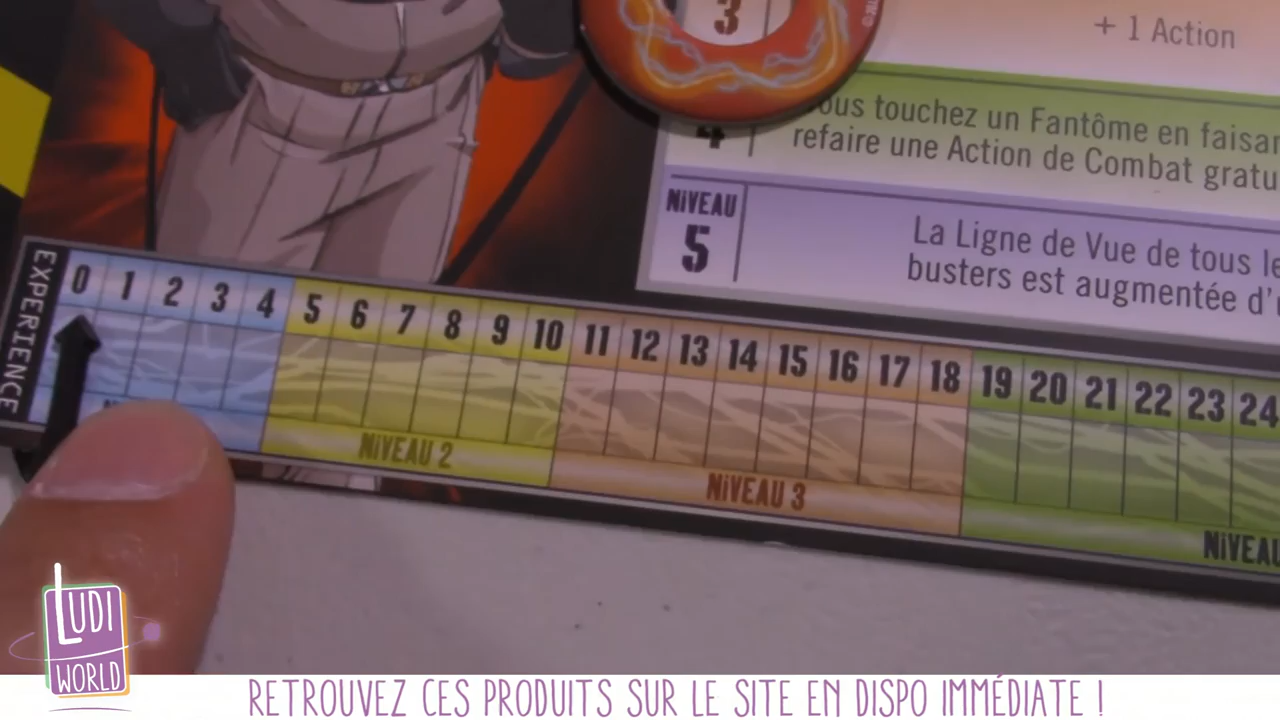 3
+ 1 Action
4
ous touchez un Fantôme en faisan
refaire une Action de Combat gratu
NIVEAU
5
La Ligne de Vue de tous le
busters est augmentée d'
EXPERIENCE
0 1 2 3 4 5 6 7 8 9 10 11 12 13 14 15 16 17 18 19 20 21 22 23 24
NIVEAU 2
NIVEAU 3
NIVEAU
LUDI
WORLD
RETROUVEZ CES PRODUITS SUR LE SITE EN DISPO IMMÉDIATE !